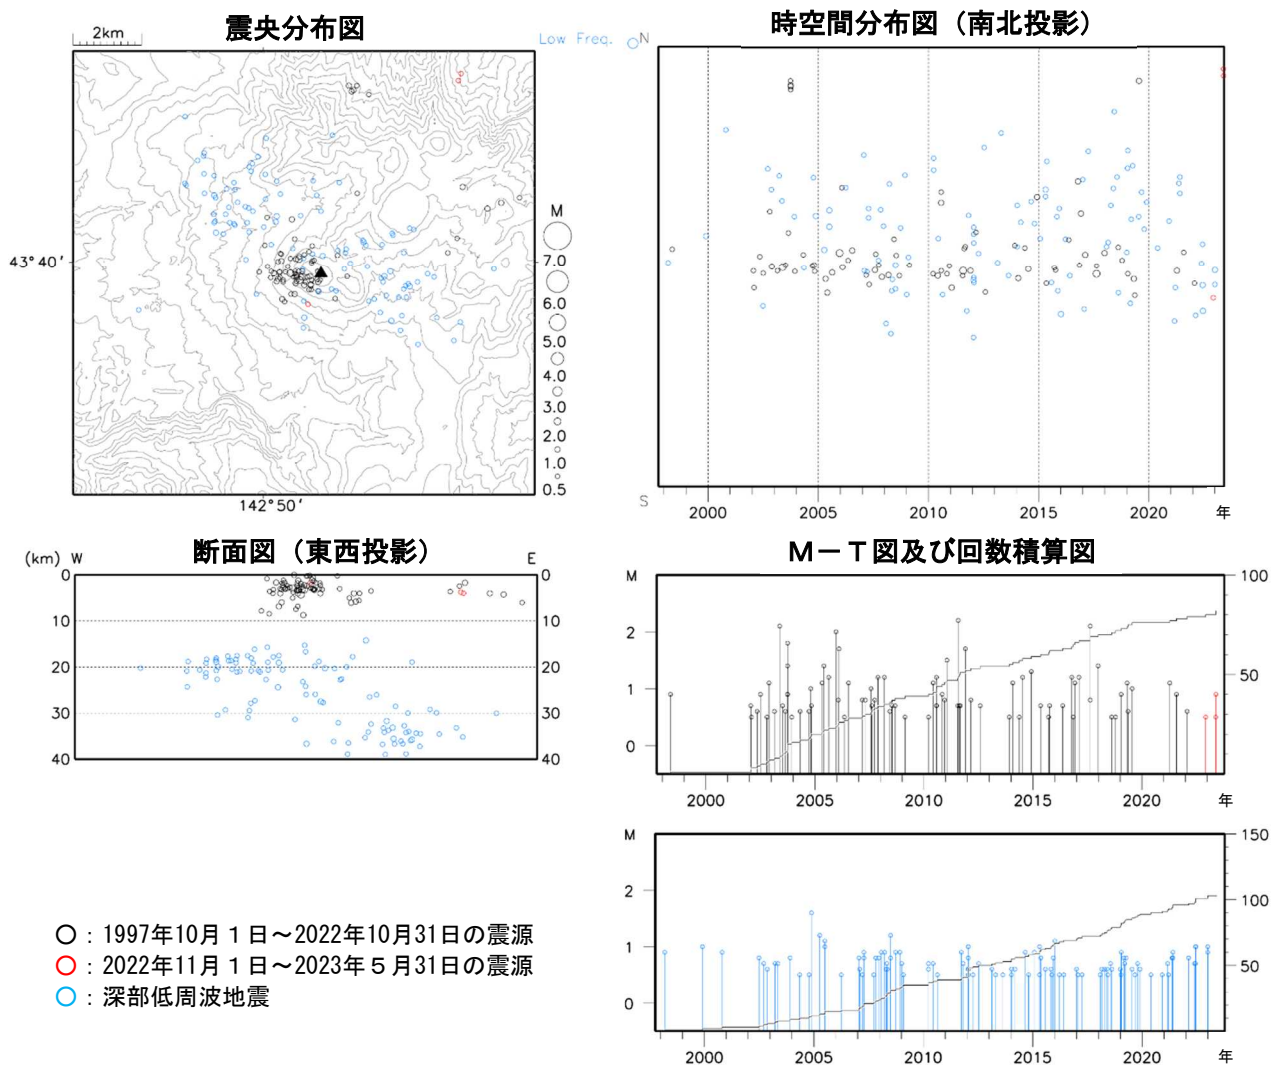 震央分布図
2km
Low Freq.
43°40′
142°50′
M
7.0
6.0
5.0
4.0
3.0
2.0
1.0
0.5
時空間分布図（南北投影）
N
S
2000 2005 2010 2015 2020 年
断面図（東西投影）
(km) W E
0 0
10 10
20 20
30 30
40 40
Ｍ－Ｔ図及び回数積算図
M 100
2
1 50
0
2000 2005 2010 2015 2020 年
M 150
2 100
1 50
0
2000 2005 2010 2015 2020 年
○：1997年10月１日～2022年10月31日の震源
○：2022年11月１日～2023年５月31日の震源
○：深部低周波地震